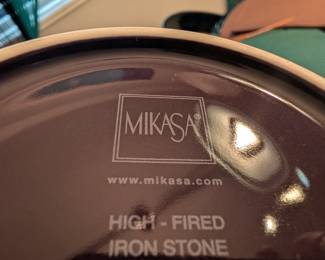 MIKASA®
www.mikasa.com
HIGH - FIRED
IRON STONE